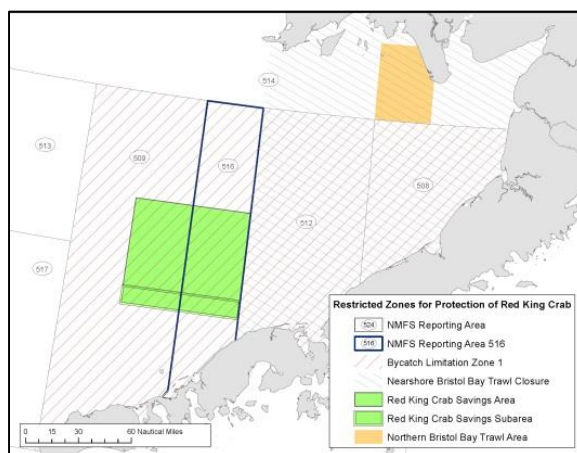 514
513
509
516
508
512
517
Restricted Zones for Protection of Red King Crab
524 NMFS Reporting Area
516 NMFS Reporting Area 516
Bycatch Limitation Zone 1
Nearshore Bristol Bay Trawl Closure
Red King Crab Savings Area
Red King Crab Savings Subarea
Northern Bristol Bay Trawl Area
0 15 30 60 Nautical Miles